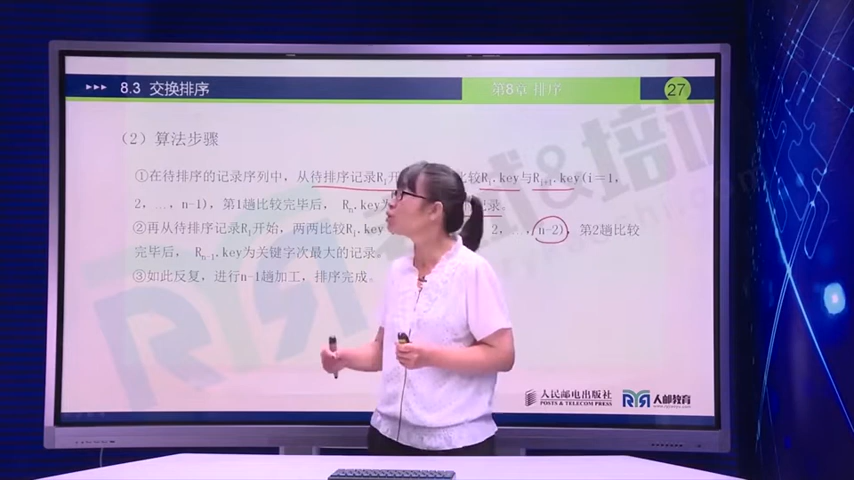 8.3 交换排序
第8章 排序
27
（2）算法步骤
①在待排序的记录序列中，从待排序记录R1开 比较Ri.key与Ri+1.key(i＝1，
2，…，n-1)，第1趟比较完毕后， Rn.key为 记录。
②再从待排序记录R1开始，两两比较Ri.key 2，…，n-2)，第2趟比较
完毕后， Rn-1.key为关键字次最大的记录。
③如此反复，进行n-1趟加工，排序完成。
人民邮电出版社
POSTS & TELECOM PRESS
人邮教育